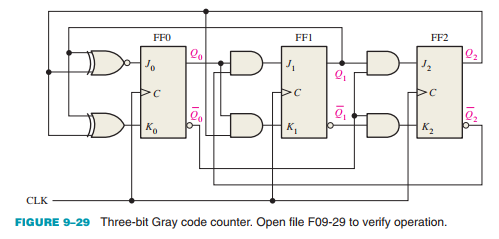 FF0 FF1 FF2
J0 Q0 J1 Q1 J2 Q2
C C C
K0 Q̅0 K1 Q̅1 K2 Q̅2
CLK
FIGURE 9–29 Three-bit Gray code counter. Open file F09-29 to verify operation.